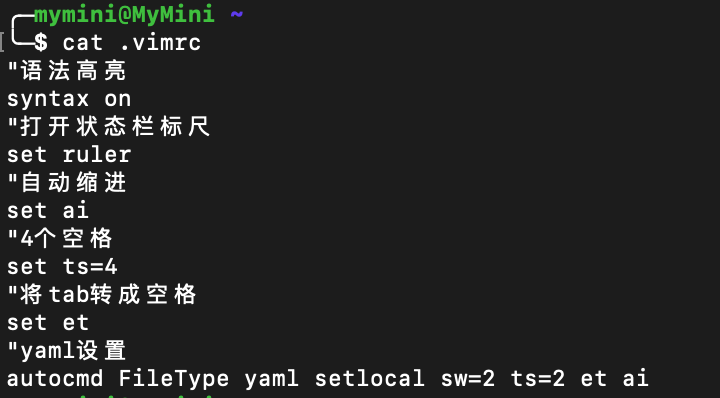 mymini@MyMini ~
$ cat .vimrc
"语法高亮
syntax on
"打开状态栏标尺
set ruler
"自动缩进
set ai
"4个空格
set ts=4
"将tab转成空格
set et
"yaml设置
autocmd FileType yaml setlocal sw=2 ts=2 et ai